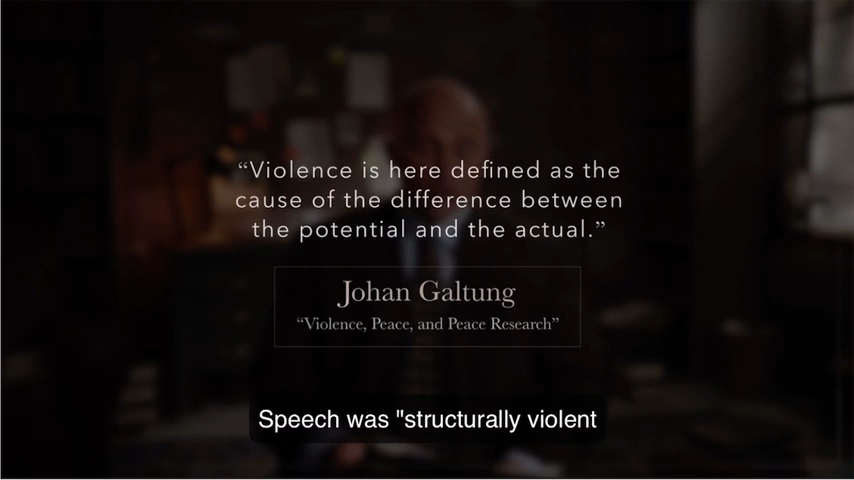 “Violence is here defined as the
cause of the difference between
the potential and the actual.”
Johan Galtung
“Violence, Peace, and Peace Research”
Speech was "structurally violent